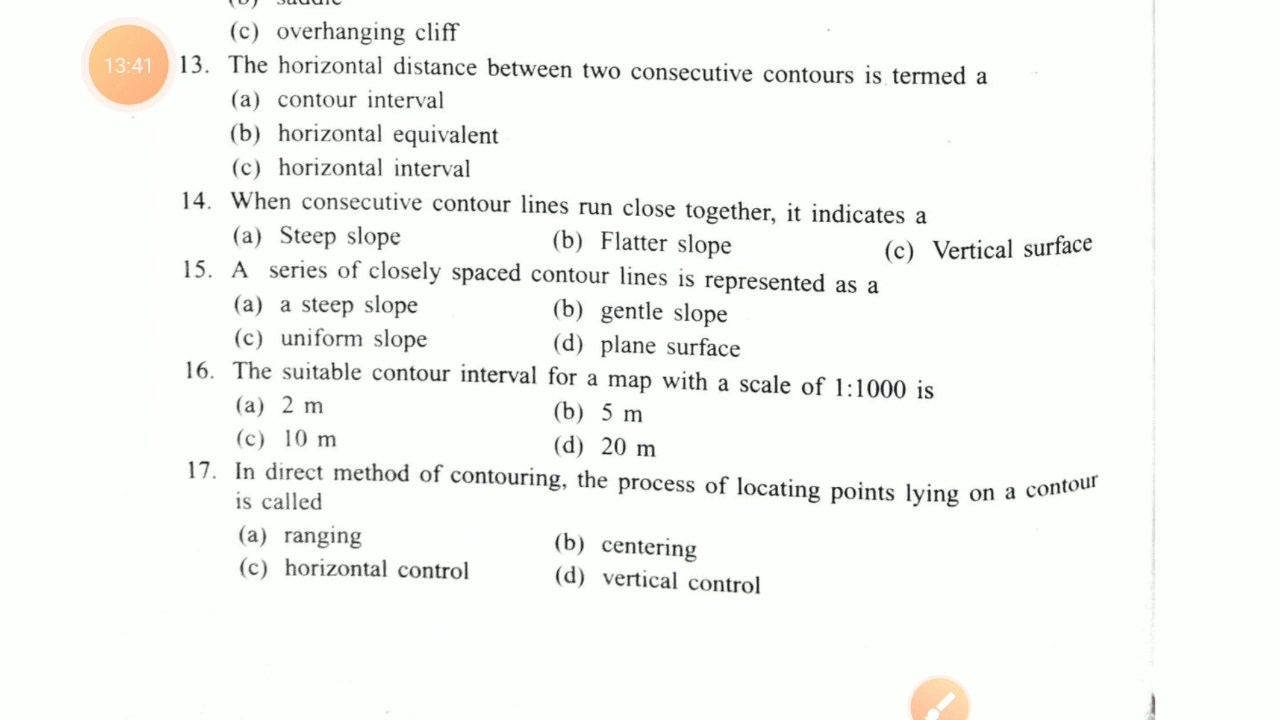 (c) overhanging cliff
13:41
13. The horizontal distance between two consecutive contours is termed a
(a) contour interval
(b) horizontal equivalent
(c) horizontal interval
14. When consecutive contour lines run close together, it indicates a
(a) Steep slope (b) Flatter slope (c) Vertical surface
15. A series of closely spaced contour lines is represented as a
(a) a steep slope (b) gentle slope
(c) uniform slope (d) plane surface
16. The suitable contour interval for a map with a scale of 1:1000 is
(a) 2 m (b) 5 m
(c) 10 m (d) 20 m
17. In direct method of contouring, the process of locating points lying on a contour
is called
(a) ranging (b) centering
(c) horizontal control (d) vertical control